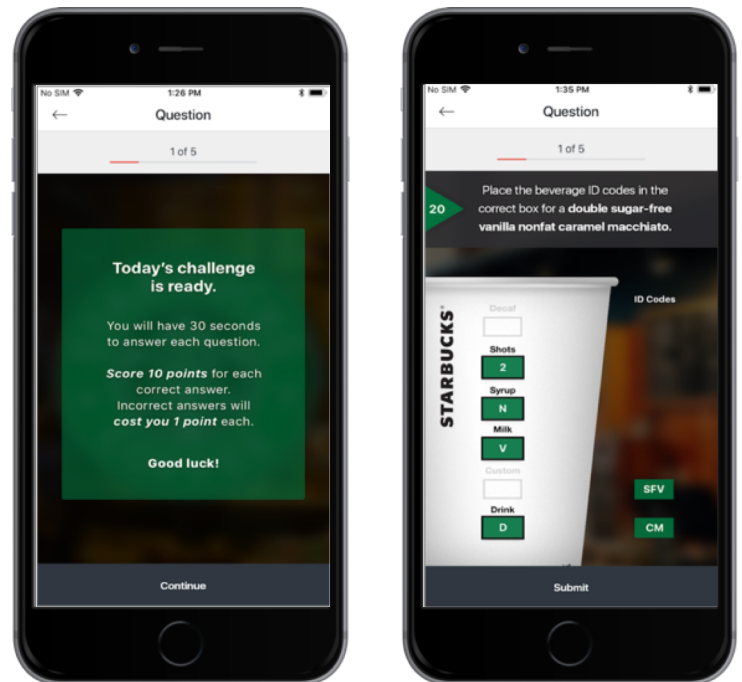 No SIM 1:26 PM
Question
1 of 5
Today's challenge
is ready.
You will have 30 seconds
to answer each question.
Score 10 points for each
correct answer.
Incorrect answers will
cost you 1 point each.
Good luck!
Continue
No SIM 1:35 PM
Question
1 of 5
20
Place the beverage ID codes in the
correct box for a double sugar-free
vanilla nonfat caramel macchiato.
STARBUCKS®
ID Codes
Decaf
Shots
2
Syrup
N
Milk
V
Custom
Drink
D
SFV
CM
Submit